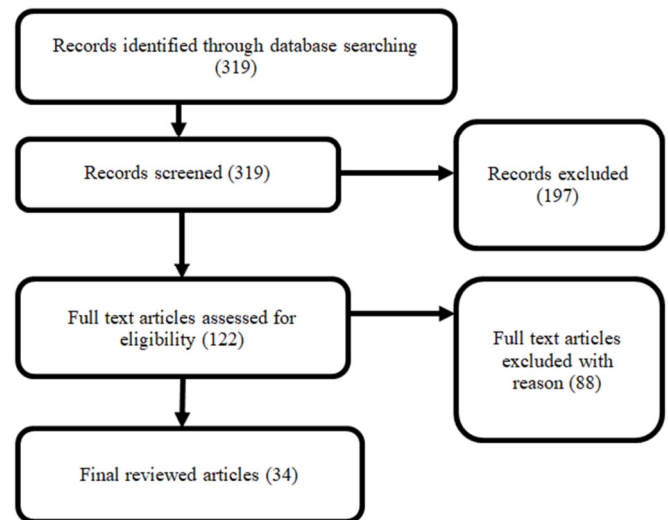 Records identified through database searching
(319)
Records screened (319)
Records excluded
(197)
Full text articles assessed for
eligibility (122)
Full text articles
excluded with
reason (88)
Final reviewed articles (34)